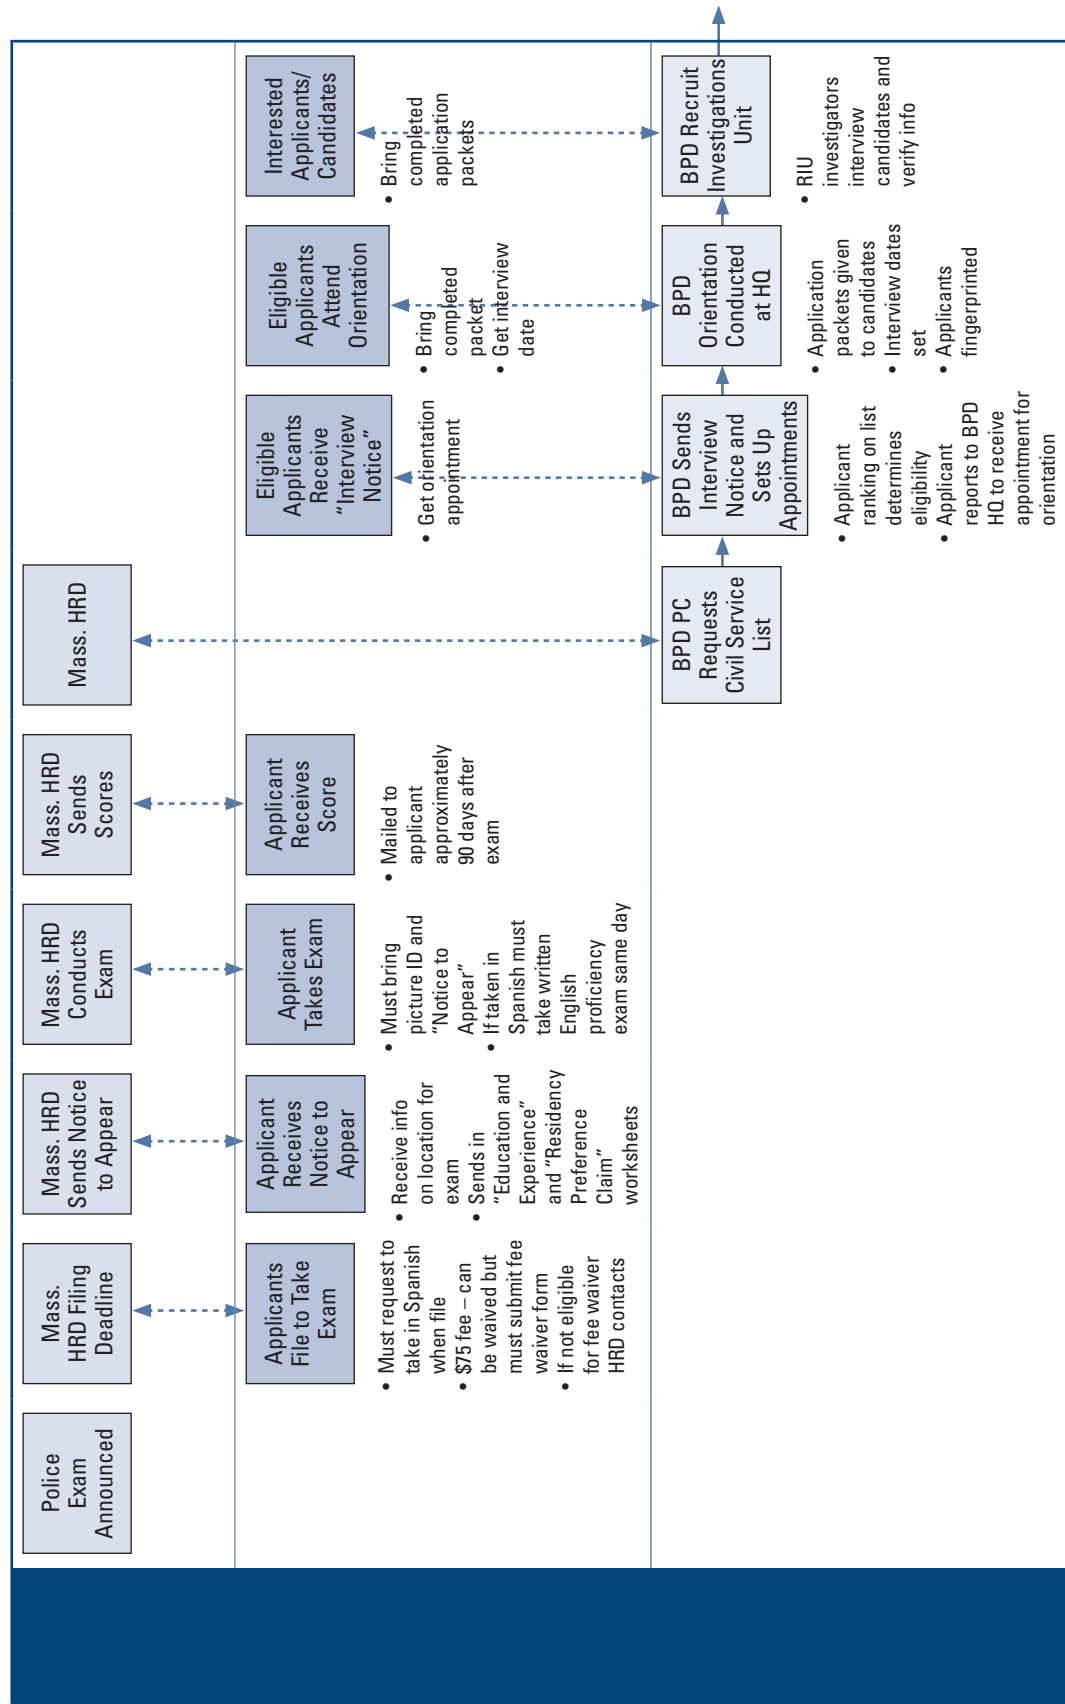 Police
Exam
Announced
Mass.
HRD Filing
Deadline
Mass. HRD
Sends Notice
to Appear
Mass. HRD
Conducts
Exam
Mass. HRD
Sends
Scores
Mass. HRD
Applicants
File to Take
Exam
• Must request to
take in Spanish
when file
• $75 fee – can
be waived but
must submit fee
waiver form
• If not eligible
for fee waiver
HRD contacts
Applicant
Receives
Notice to
Appear
• Receive info
on location for
exam
• Sends in
“Education and
Experience”
and “Residency
Preference
Claim”
worksheets
Applicant
Takes Exam
• Must bring
picture ID and
“Notice to
Appear”
• If taken in
Spanish must
take written
English
proficiency
exam same day
Applicant
Receives
Score
• Mailed to
applicant
approximately
90 days after
exam
Eligible
Applicants
Receive
“Interview
Notice”
• Get orientation
appointment
Eligible
Applicants
Attend
Orientation
• Bring
completed
packet
• Get interview
date
Interested
Applicants/
Candidates
• Bring
completed
application
packets
BPD PC
Requests
Civil Service
List
BPD Sends
Interview
Notice and
Sets Up
Appointments
• Applicant
ranking on list
determines
eligibility
• Applicant
reports to BPD
HQ to receive
appointment for
orientation
BPD
Orientation
Conducted
at HQ
• Application
packets given
to candidates
• Interview dates
set
• Applicants
fingerprinted
BPD Recruit
Investigations
Unit
• RIU
investigators
interview
candidates and
verify info